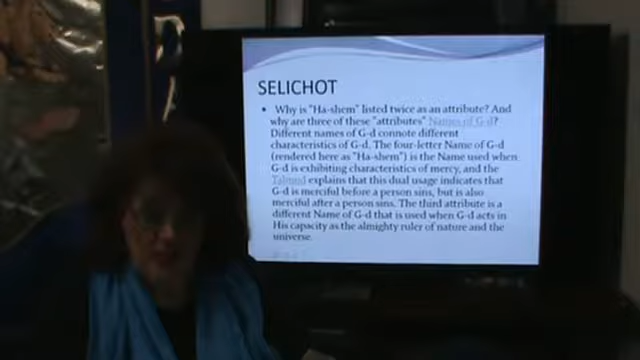 SELICHOT
• Why is "Ha-shem" listed twice as an attribute? And
why are three of these "attributes" Names of G-d?
Different names of G-d connote different
characteristics of G-d. The four-letter Name of G-d
(rendered here as "Ha-shem") is the Name used when
G-d is exhibiting characteristics of mercy, and the
Talmud explains that this dual usage indicates that
G-d is merciful before a person sins, but is also
merciful after a person sins. The third attribute is a
different Name of G-d that is used when G-d acts in
His capacity as the almighty ruler of nature and the
universe.